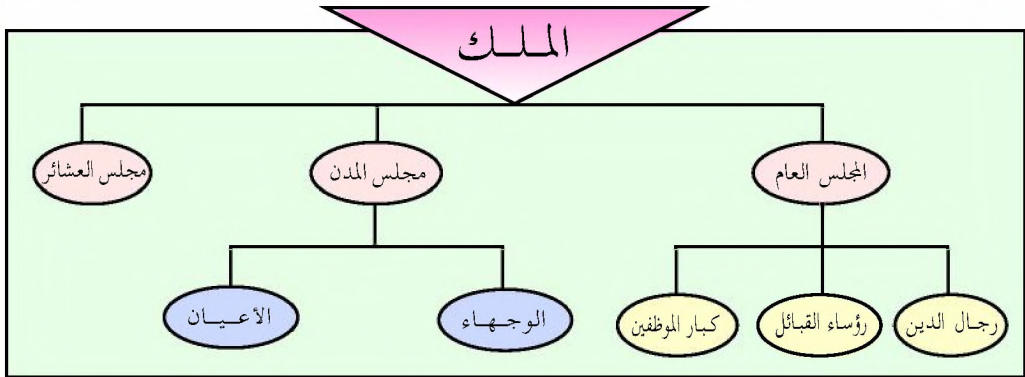 الملك
المجلس العام
مجلس المدن
مجلس العشائر
رجال الدين
رؤساء القبائل
كبار الموظفين
الوجهاء
الأعيان